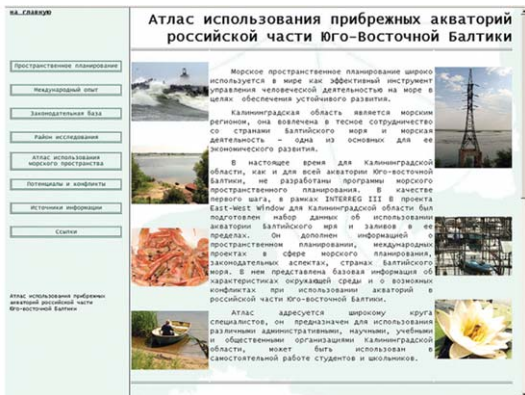 на главную
Пространственное планирование
Международный опыт
Законодательная база
Район исследования
Атлас использования
морского пространства
Потенциалы и конфликты
Источники информации
Ссылки
Атлас использования прибрежных
акваторий российской части
Юго-восточной Балтики
Атлас использования прибрежных акваторий
российской части Юго-Восточной Балтики
Морское пространственное планирование широко
используется в мире как эффективный инструмент
управления человеческой деятельностью на море в
целях обеспечения устойчивого развития.
Калининградская область является морским
регионом, она вовлечена в тесное сотрудничество
со странами Балтийского моря и морская
деятельность – одна из основных для ее
экономического развития.
В настоящее время для Калининградской
области, как и для всей акватории Юго-восточной
Балтики, не разработаны программы морского
пространственного планирования. В качестве
первого шага, в рамках INTERREG III B проекта
East-West Window для Калининградской области был
подготовлен набор данных об использовании
акватории Балтийского мря и заливов в ее
пределах. Он дополнен информацией о
пространственном планировании, международных
проектах в сфере морского планирования,
законодательных аспектах, странах Балтийского
моря. В нем представлена базовая информация об
характеристиках окружающей среды и о возможных
конфликтах при использовании акваторий в
российской части Юго-восточной Балтики.
Атлас адресуется широкому круга
специалистов, он предназначен для использования
различными административными, научными, учебными
и общественными организациями Калининградской
области, может быть использован в
самостоятельной работе студентов и школьников.